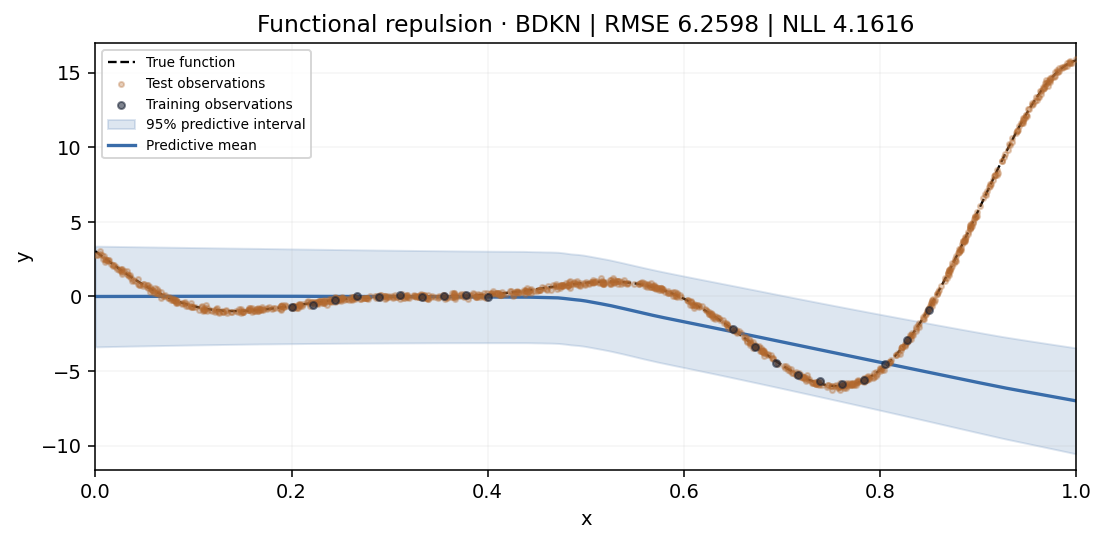 Functional repulsion · BDKN | RMSE 6.2598 | NLL 4.1616
True function
Test observations
Training observations
95% predictive interval
Predictive mean
15
10
5
0
−5
−10
y
0.0 0.2 0.4 0.6 0.8 1.0
x